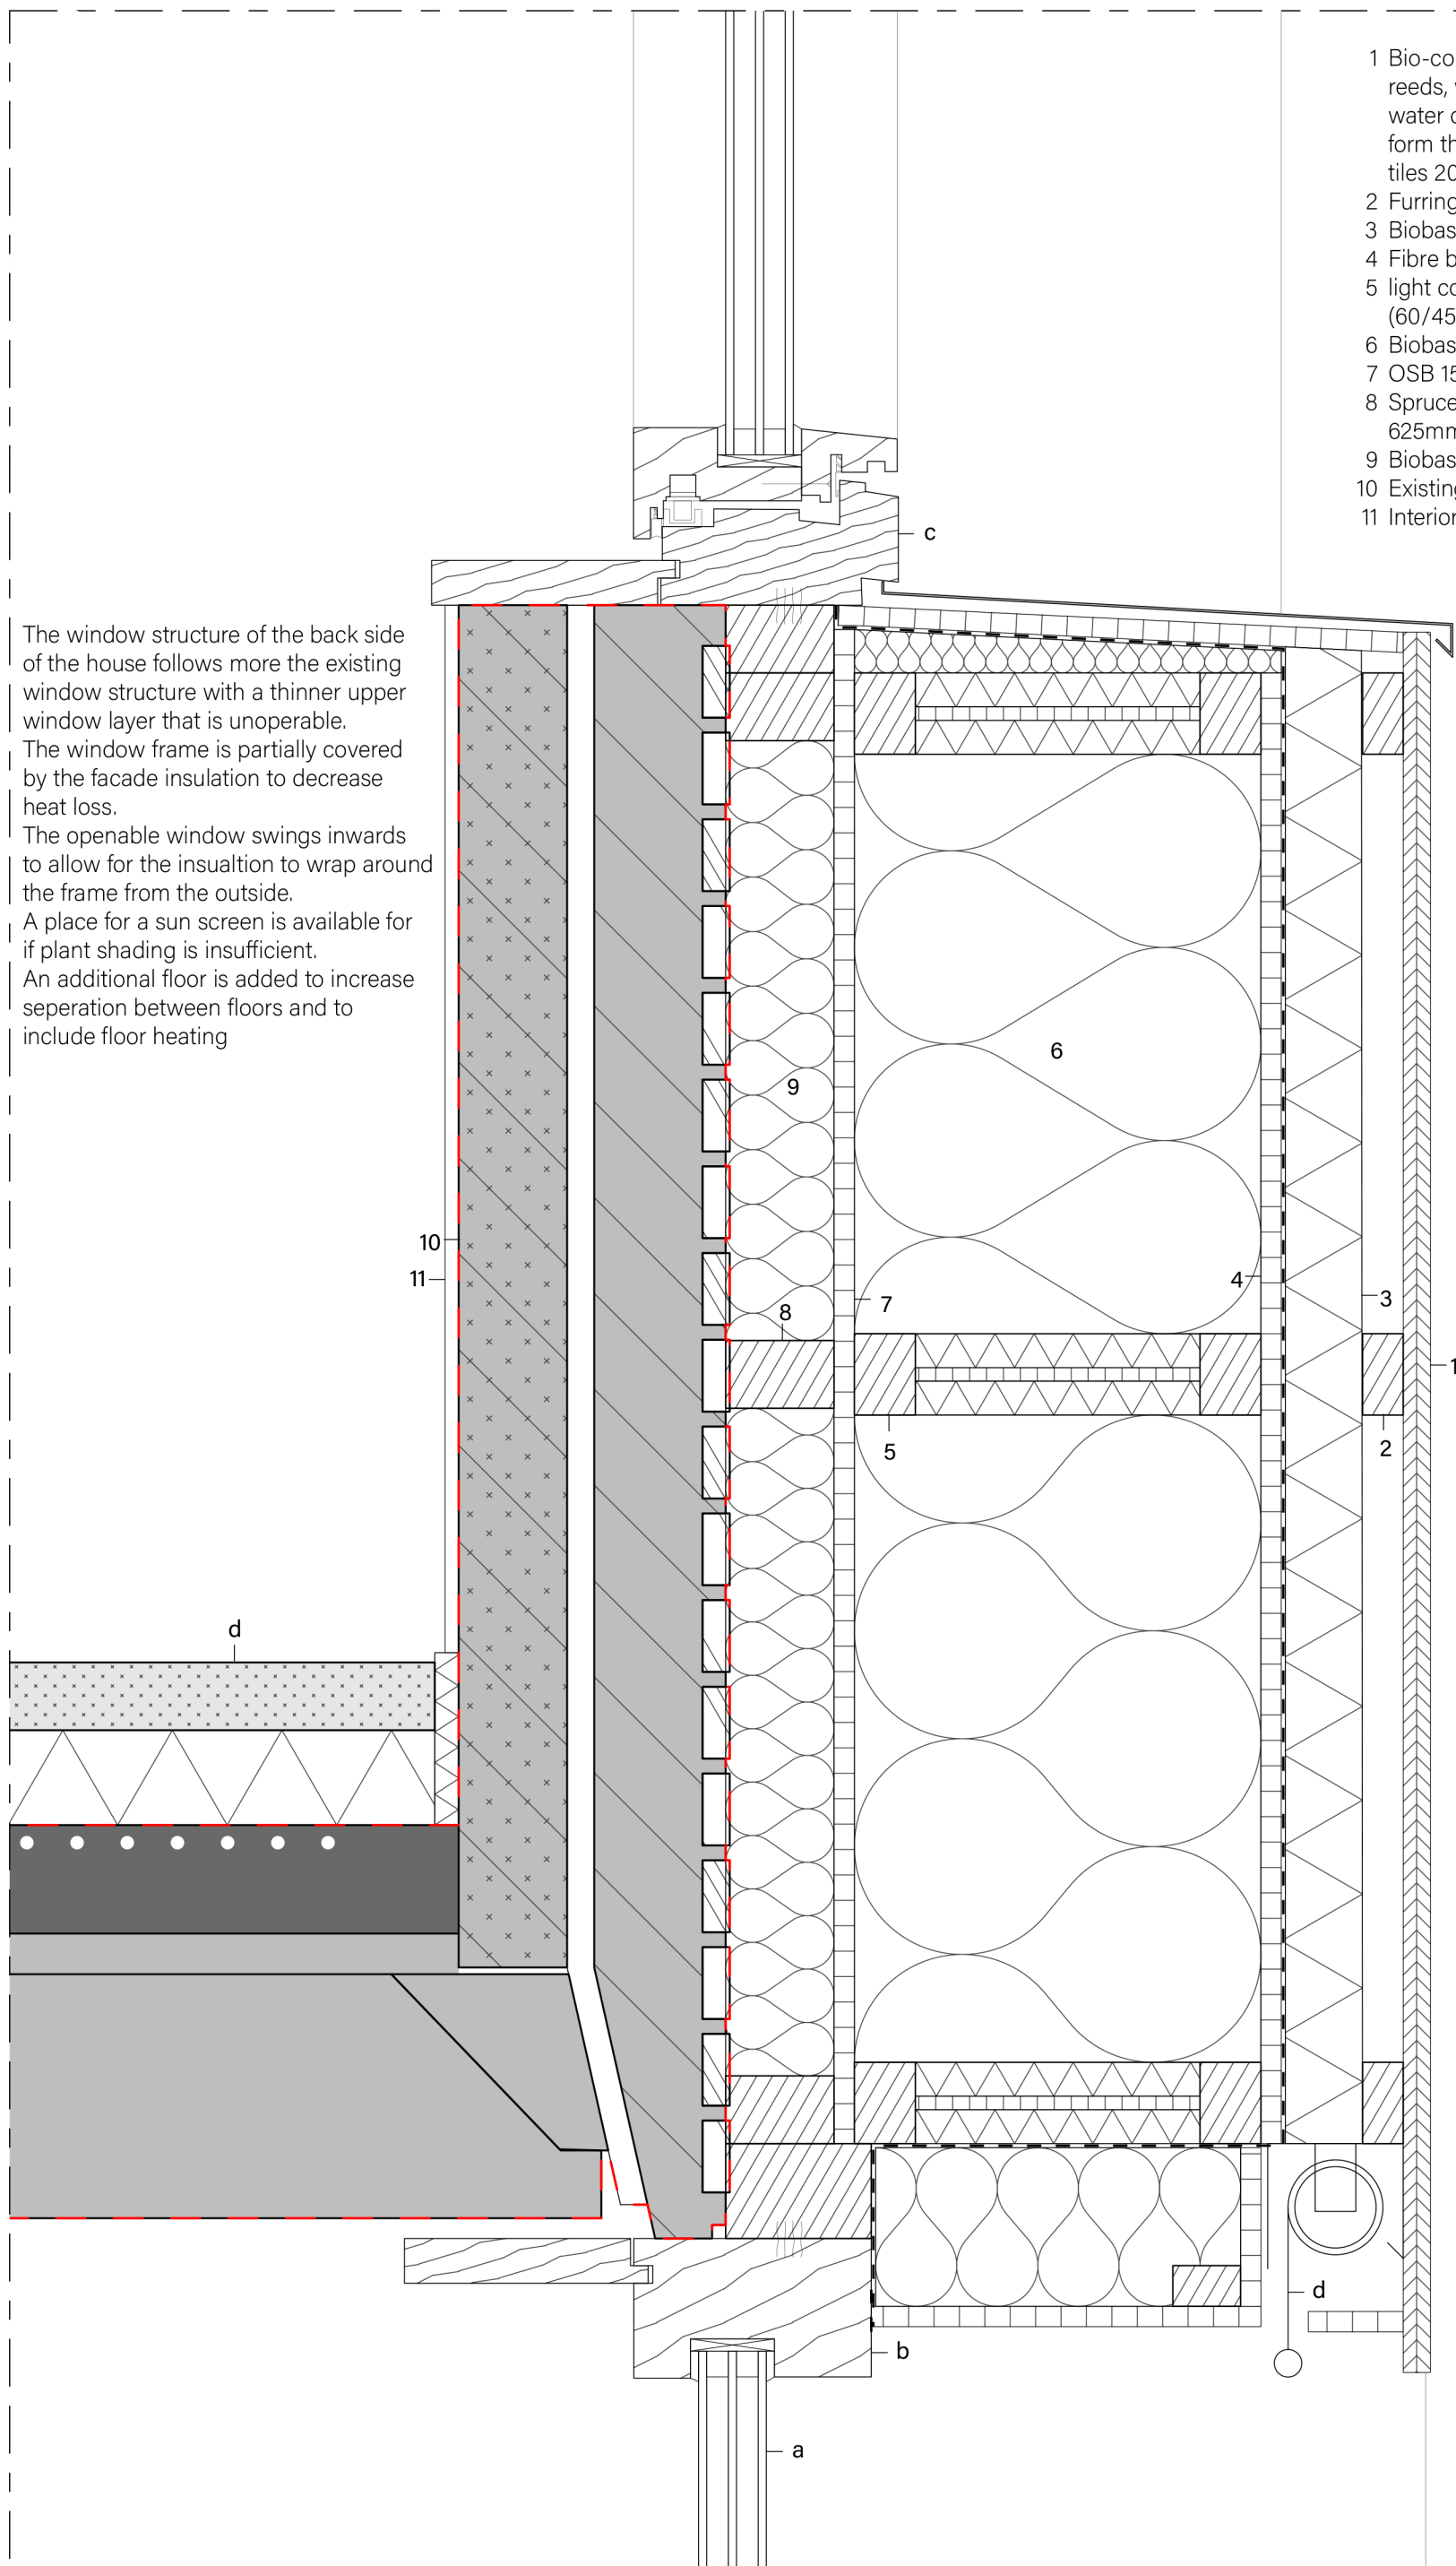 1 Bio-co
reeds,
water
form th
tiles 20
2 Furring
3 Biobas
4 Fibre b
5 light co
(60/45
6 Biobas
7 OSB 15
8 Spruce
625mm
9 Biobas
10 Existing
11 Interior
c
The window structure of the back side
of the house follows more the existing
window structure with a thinner upper
window layer that is unoperable.
The window frame is partially covered
by the facade insulation to decrease
heat loss.
The openable window swings inwards
to allow for the insualtion to wrap around
the frame from the outside.
A place for a sun screen is available for
if plant shading is insufficient.
An additional floor is added to increase
seperation between floors and to
include floor heating
6
9
10
11
4
3
7
8
1
2
5
d
d
b
a